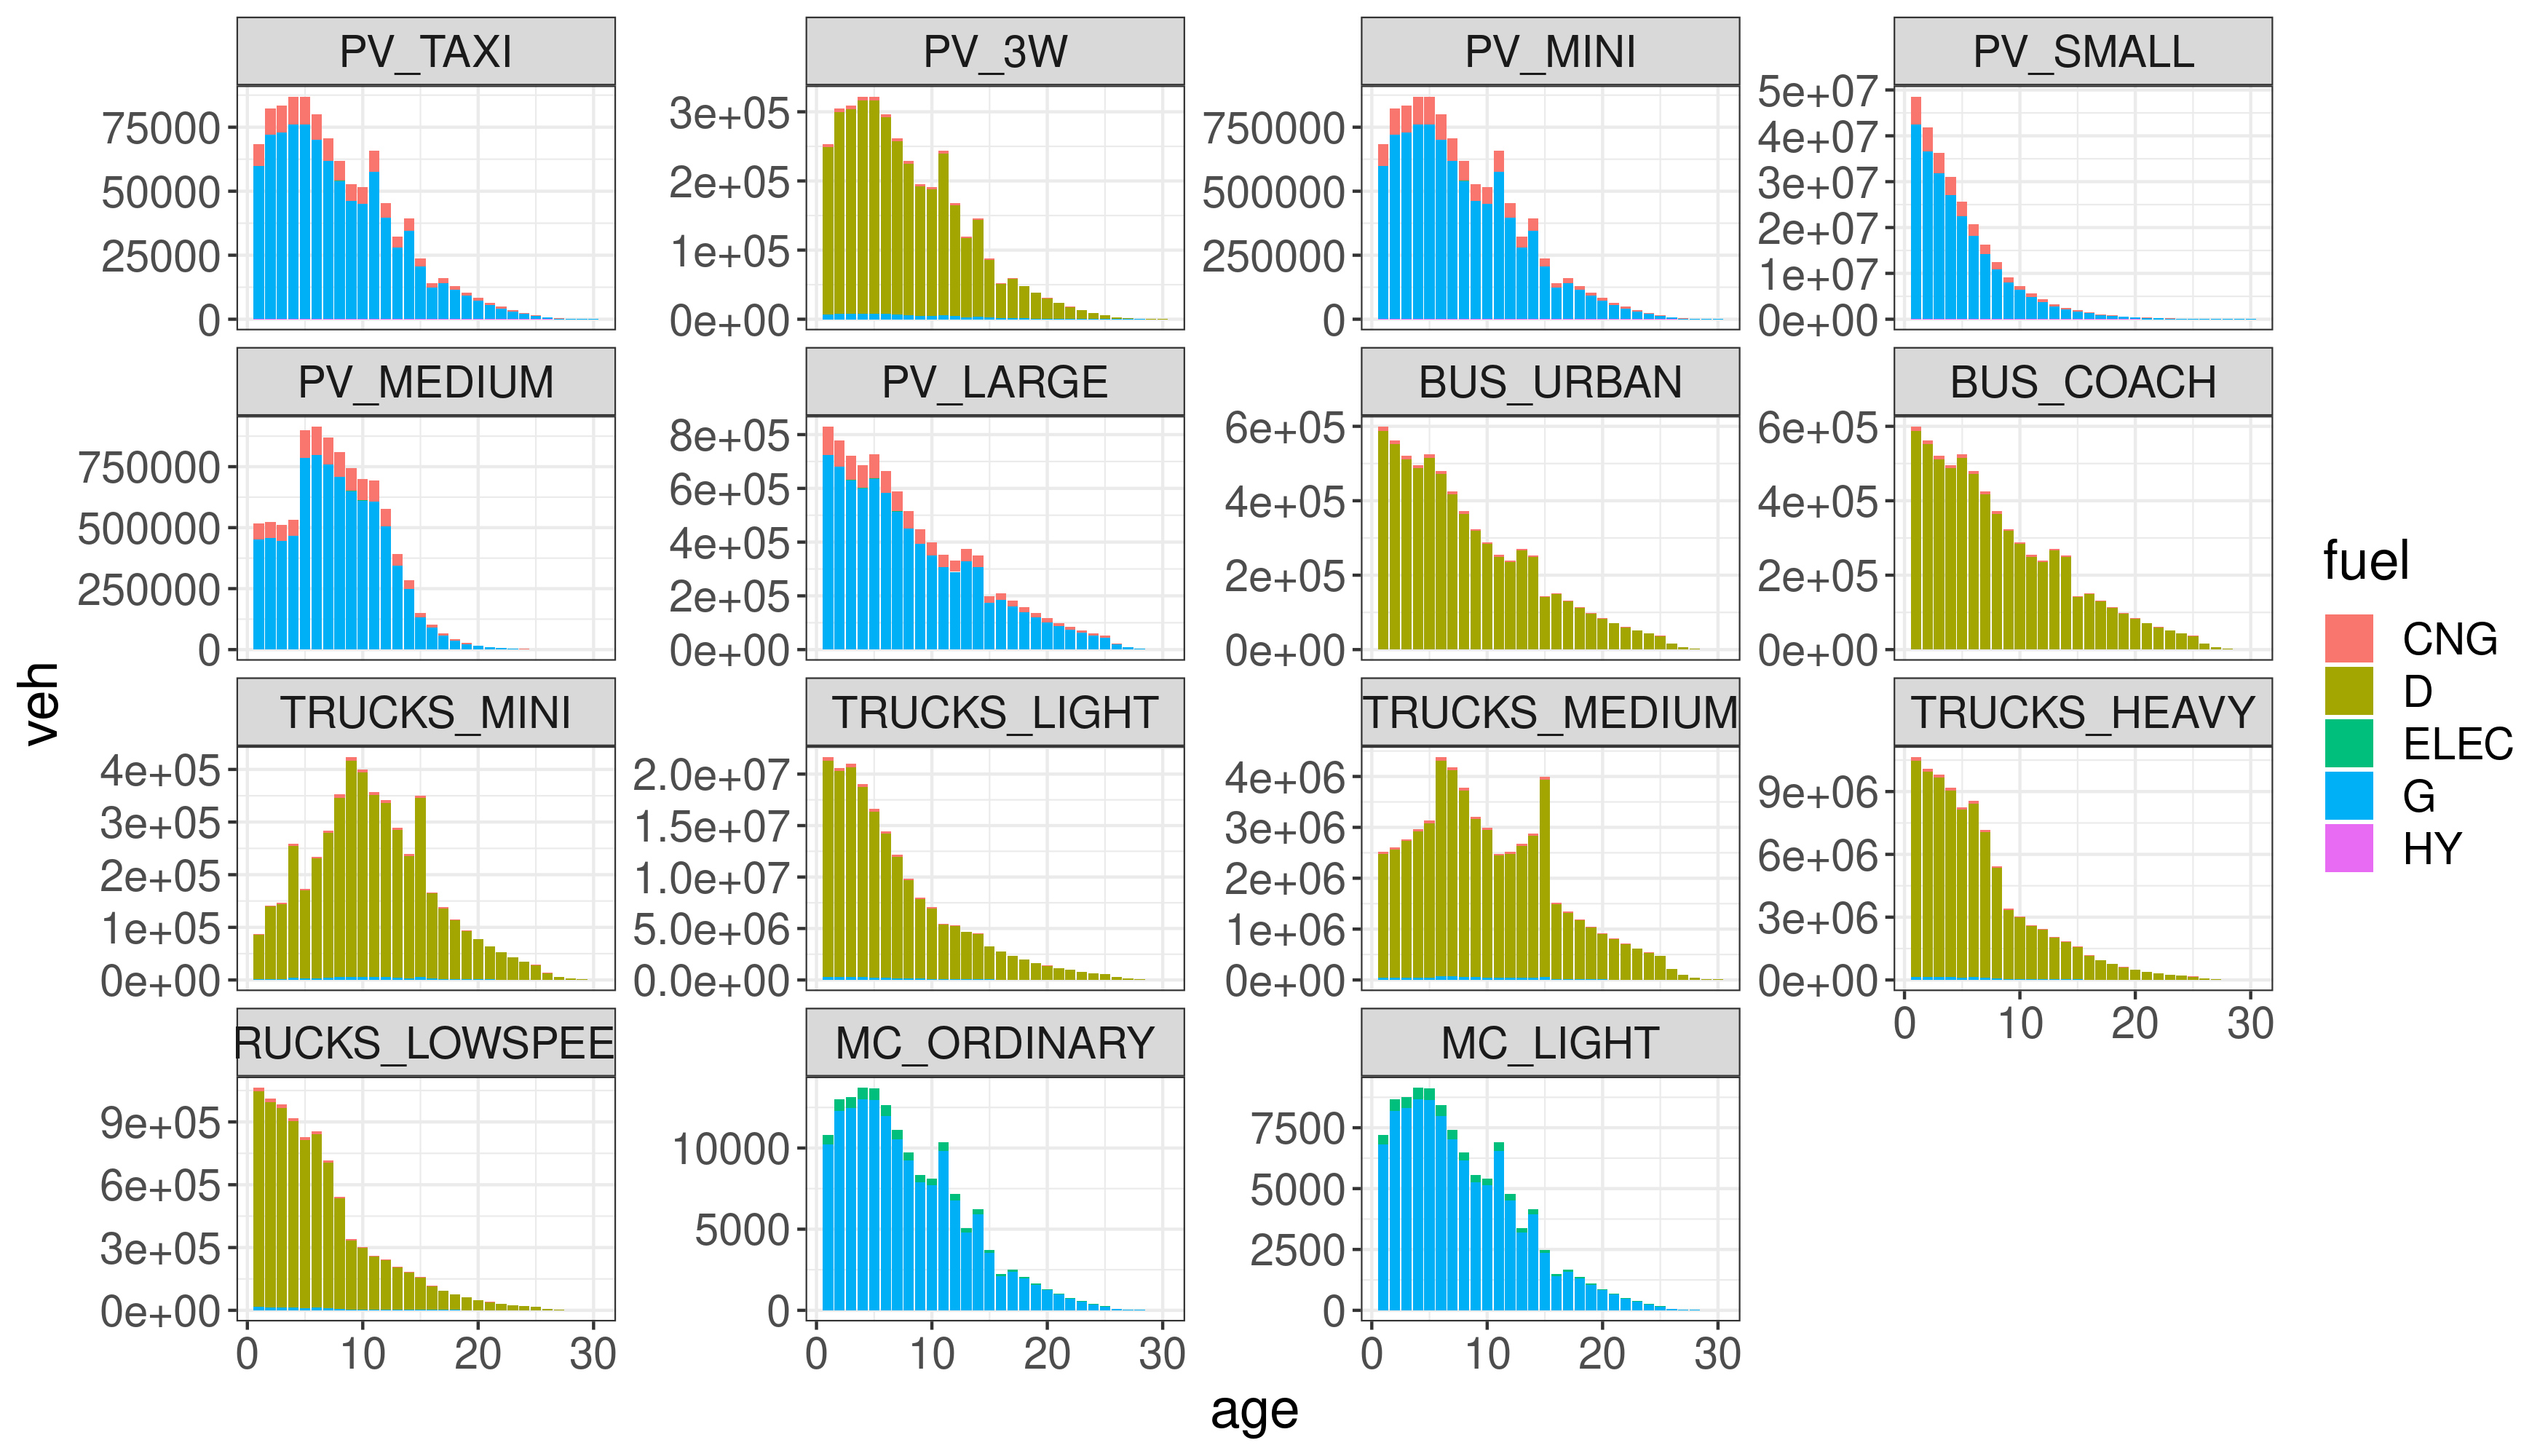 PV_TAXI PV_3W PV_MINI PV_SMALL
75000
50000
25000
0
3e+05
2e+05
1e+05
0e+00
750000
500000
250000
0
5e+07
4e+07
3e+07
2e+07
1e+07
0e+00
PV_MEDIUM PV_LARGE BUS_URBAN BUS_COACH
750000
500000
250000
0
8e+05
6e+05
4e+05
2e+05
0e+00
6e+05
4e+05
2e+05
0e+00
6e+05
4e+05
2e+05
0e+00
TRUCKS_MINI TRUCKS_LIGHT TRUCKS_MEDIUM TRUCKS_HEAVY
4e+05
3e+05
2e+05
1e+05
0e+00
2.0e+07
1.5e+07
1.0e+07
5.0e+06
0.0e+00
4e+06
3e+06
2e+06
1e+06
0e+00
9e+06
6e+06
3e+06
0e+00
0 10 20 30
RUCKS_LOWSPEE MC_ORDINARY MC_LIGHT
9e+05
6e+05
3e+05
0e+00
10000
5000
0
7500
5000
2500
0
0 10 20 30
0 10 20 30
0 10 20 30
age
veh
fuel
CNG
D
ELEC
G
HY